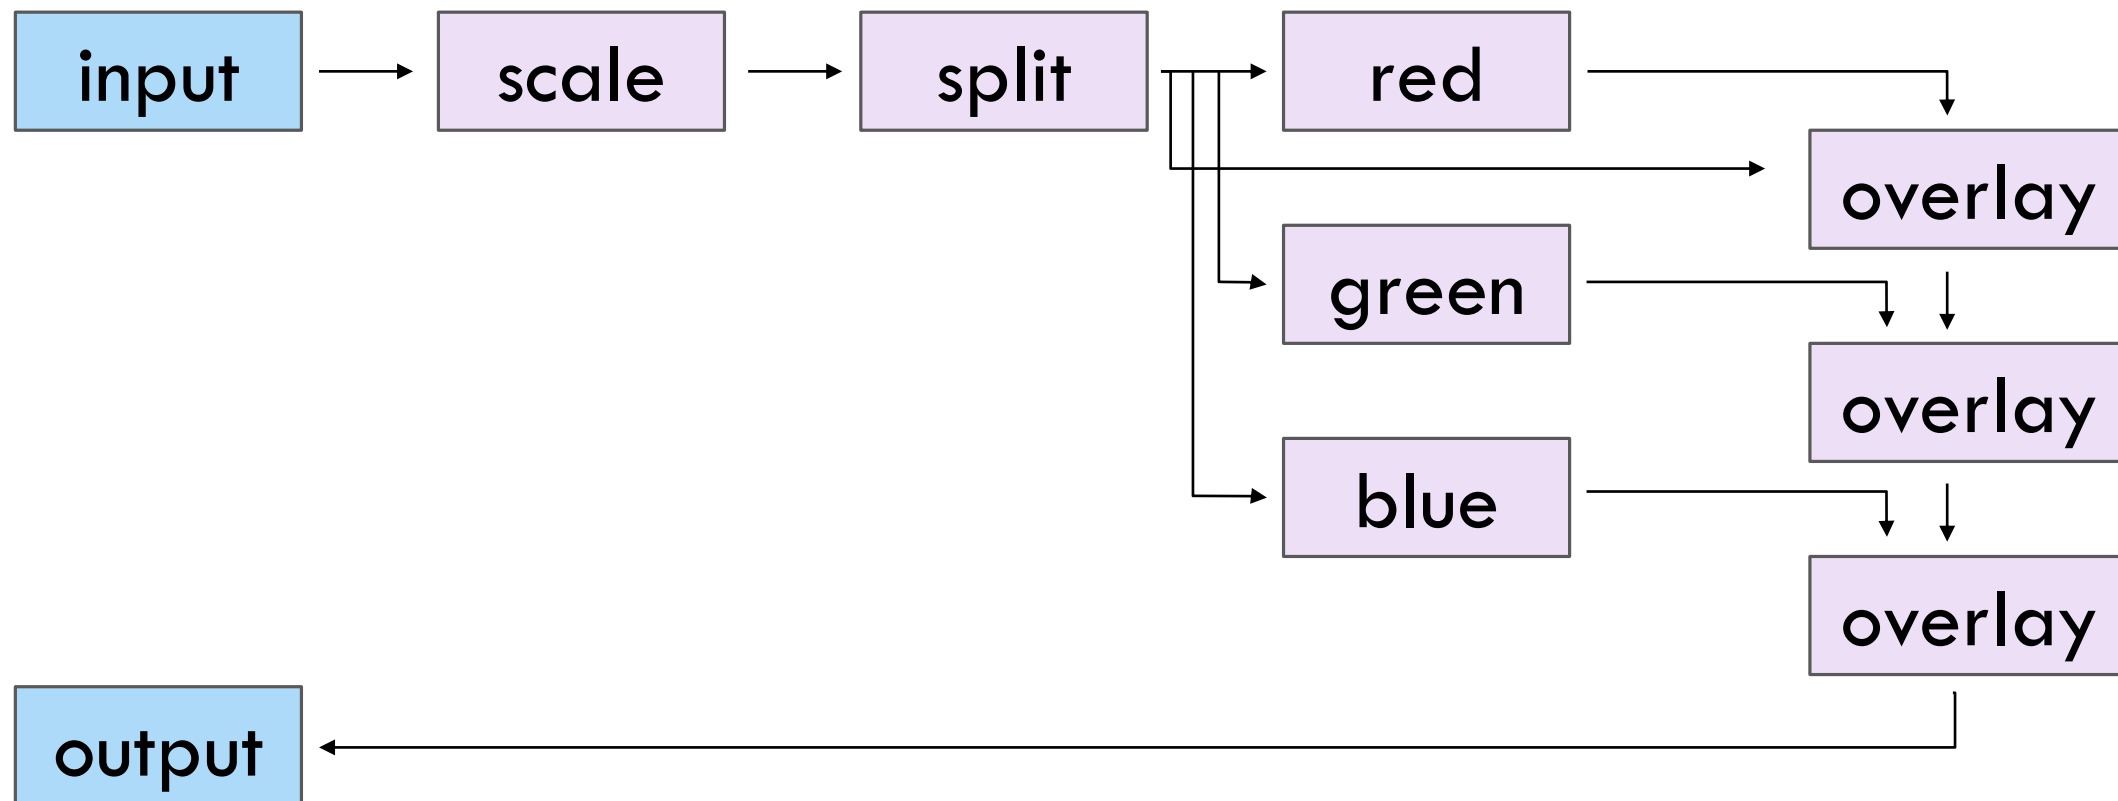 input
scale
split
red
overlay
green
overlay
blue
overlay
output